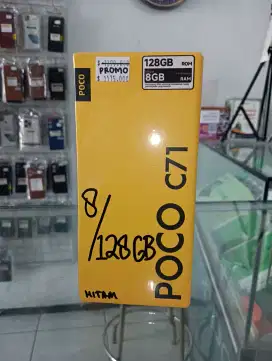 PROMO
128GB ROM
8GB RAM
POCO
POCO C71
8/128GB
HITAM